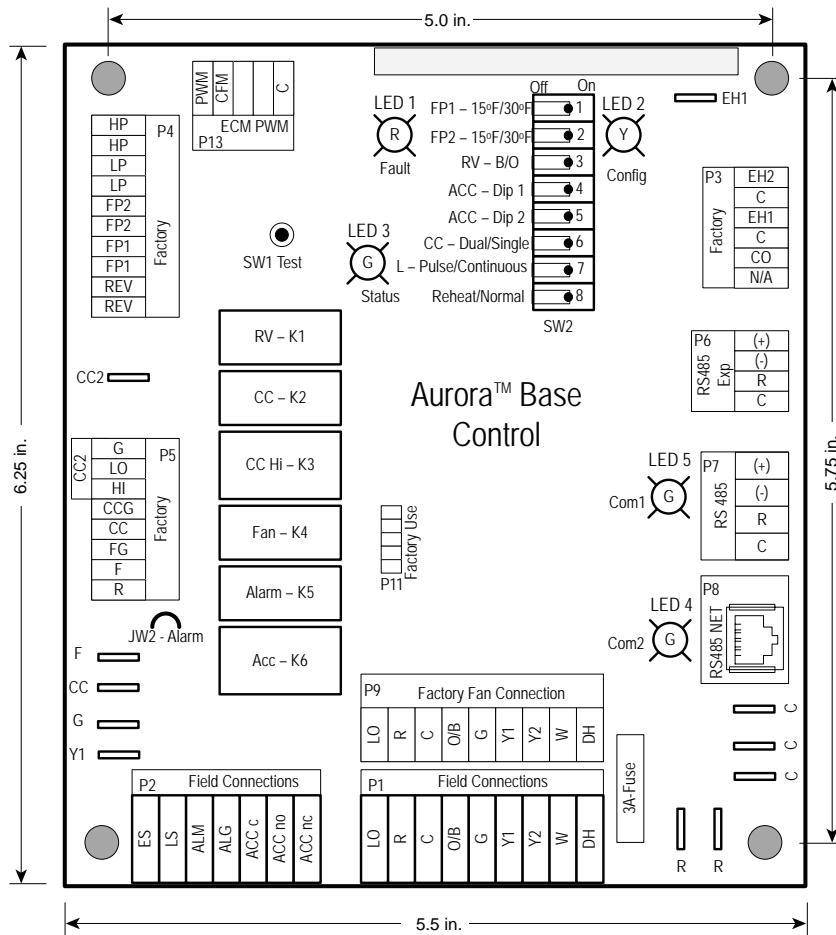 5.0 in.
PWM
CFM
C
ECM PWM
P13
LED 1
R
Fault
Off
On
FP1 – 15ºF/30ºF
1
FP2 – 15ºF/30ºF
2
RV – B/O
3
ACC – Dip 1
4
ACC – Dip 2
5
CC – Dual/Single
6
L – Pulse/Continuous
7
Reheat/Normal
8
SW2
LED 2
Y
Config
EH1
P4
HP
HP
LP
LP
FP2
FP2
FP1
FP1
REV
REV
Factory
SW1 Test
LED 3
G
Status
P3
Factory
EH2
C
EH1
C
CO
N/A
RV – K1
CC – K2
CC Hi – K3
Fan – K4
Alarm – K5
Acc – K6
CC2
Aurora™ Base
Control
P6
RS485
Exp
(+)
(-)
R
C
6.25 in.
5.75 in.
CC2
P5
G
LO
HI
CCG
CC
FG
F
R
Factory
JW2 - Alarm
P11
Factory Use
LED 5
Com1
G
P7
RS 485
(+)
(-)
R
C
LED 4
Com2
G
P8
RS485 NET
F
CC
G
Y1
P9
Factory Fan Connection
LO
R
C
O/B
G
Y1
Y2
W
DH
C
C
C
P2
Field Connections
ES
LS
ALM
ALG
ACC c
ACC no
ACC nc
P1
Field Connections
LO
R
C
O/B
G
Y1
Y2
W
DH
3A-Fuse
R
R
5.5 in.